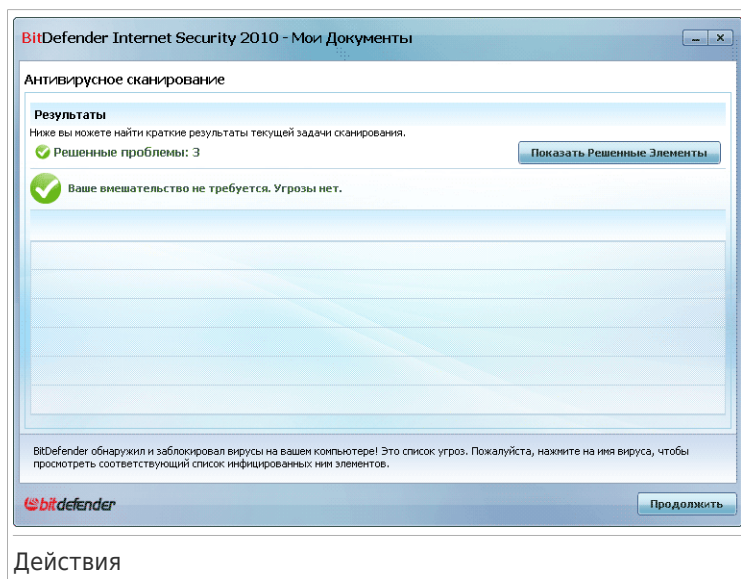 BitDefender Internet Security 2010 - Мои Документы
Антивирусное сканирование
Результаты
Ниже вы можете найти краткие результаты текущей задачи сканирования.
Решенные проблемы: 3
Показать Решенные Элементы
Ваше вмешательство не требуется. Угрозы нет.
BitDefender обнаружил и заблокировал вирусы на вашем компьютере! Это список угроз. Пожалуйста, нажмите на имя вируса, чтобы
просмотреть соответствующий список инфицированных ним элементов.
bitdefender
Продолжить
Действия